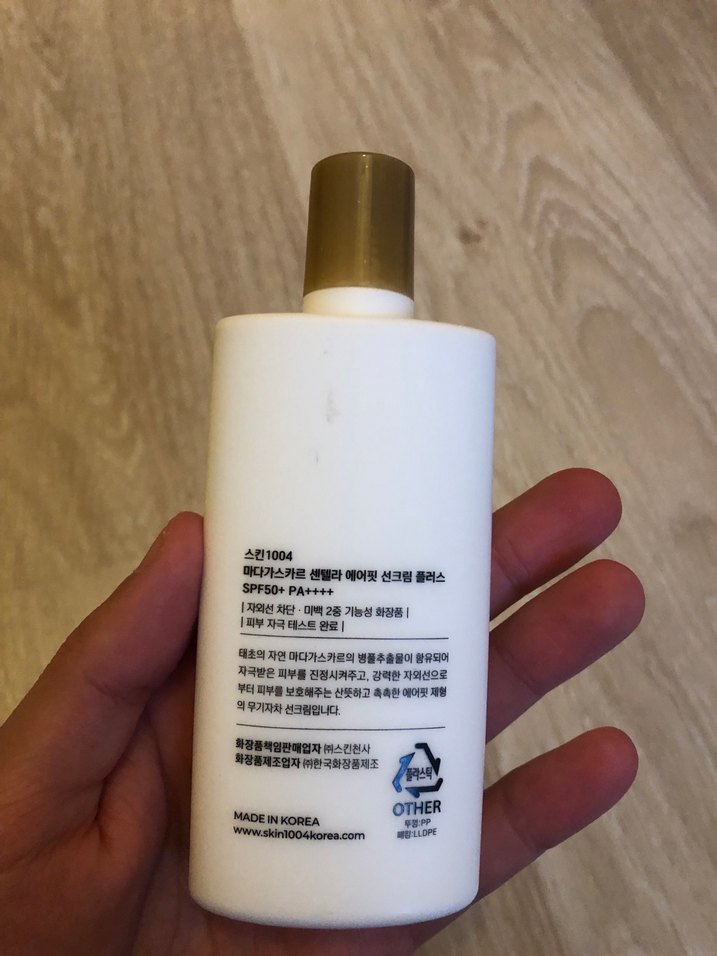 스킨1004
마다가스카르 센텔라 에어핏 선크림 플러스
SPF50+ PA++++
| 자외선 차단 · 미백 2중 기능성 화장품 |
| 피부 자극 테스트 완료 |
태초의 자연 마다가스카르의 병풀추출물이 함유되어
자극받은 피부를 진정시켜주고, 강력한 자외선으로
부터 피부를 보호해주는 산뜻하고 촉촉한 에어핏 제형
의 무기자차 선크림입니다.
화장품책임판매업자 ㈜스킨천사
화장품제조업자 ㈜한국화장품제조
플라스틱
OTHER
뚜껑:PP
패킹:LLDPE
MADE IN KOREA
www.skin1004korea.com